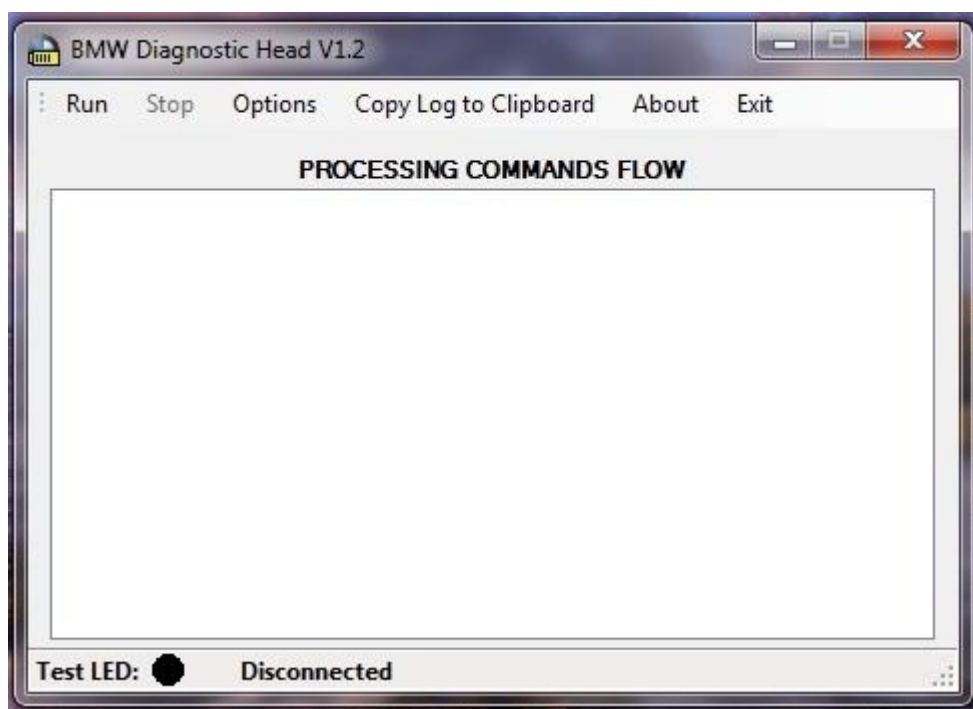 BMW Diagnostic Head V1.2
Run Stop Options Copy Log to Clipboard About Exit
PROCESSING COMMANDS FLOW
Test LED: Disconnected